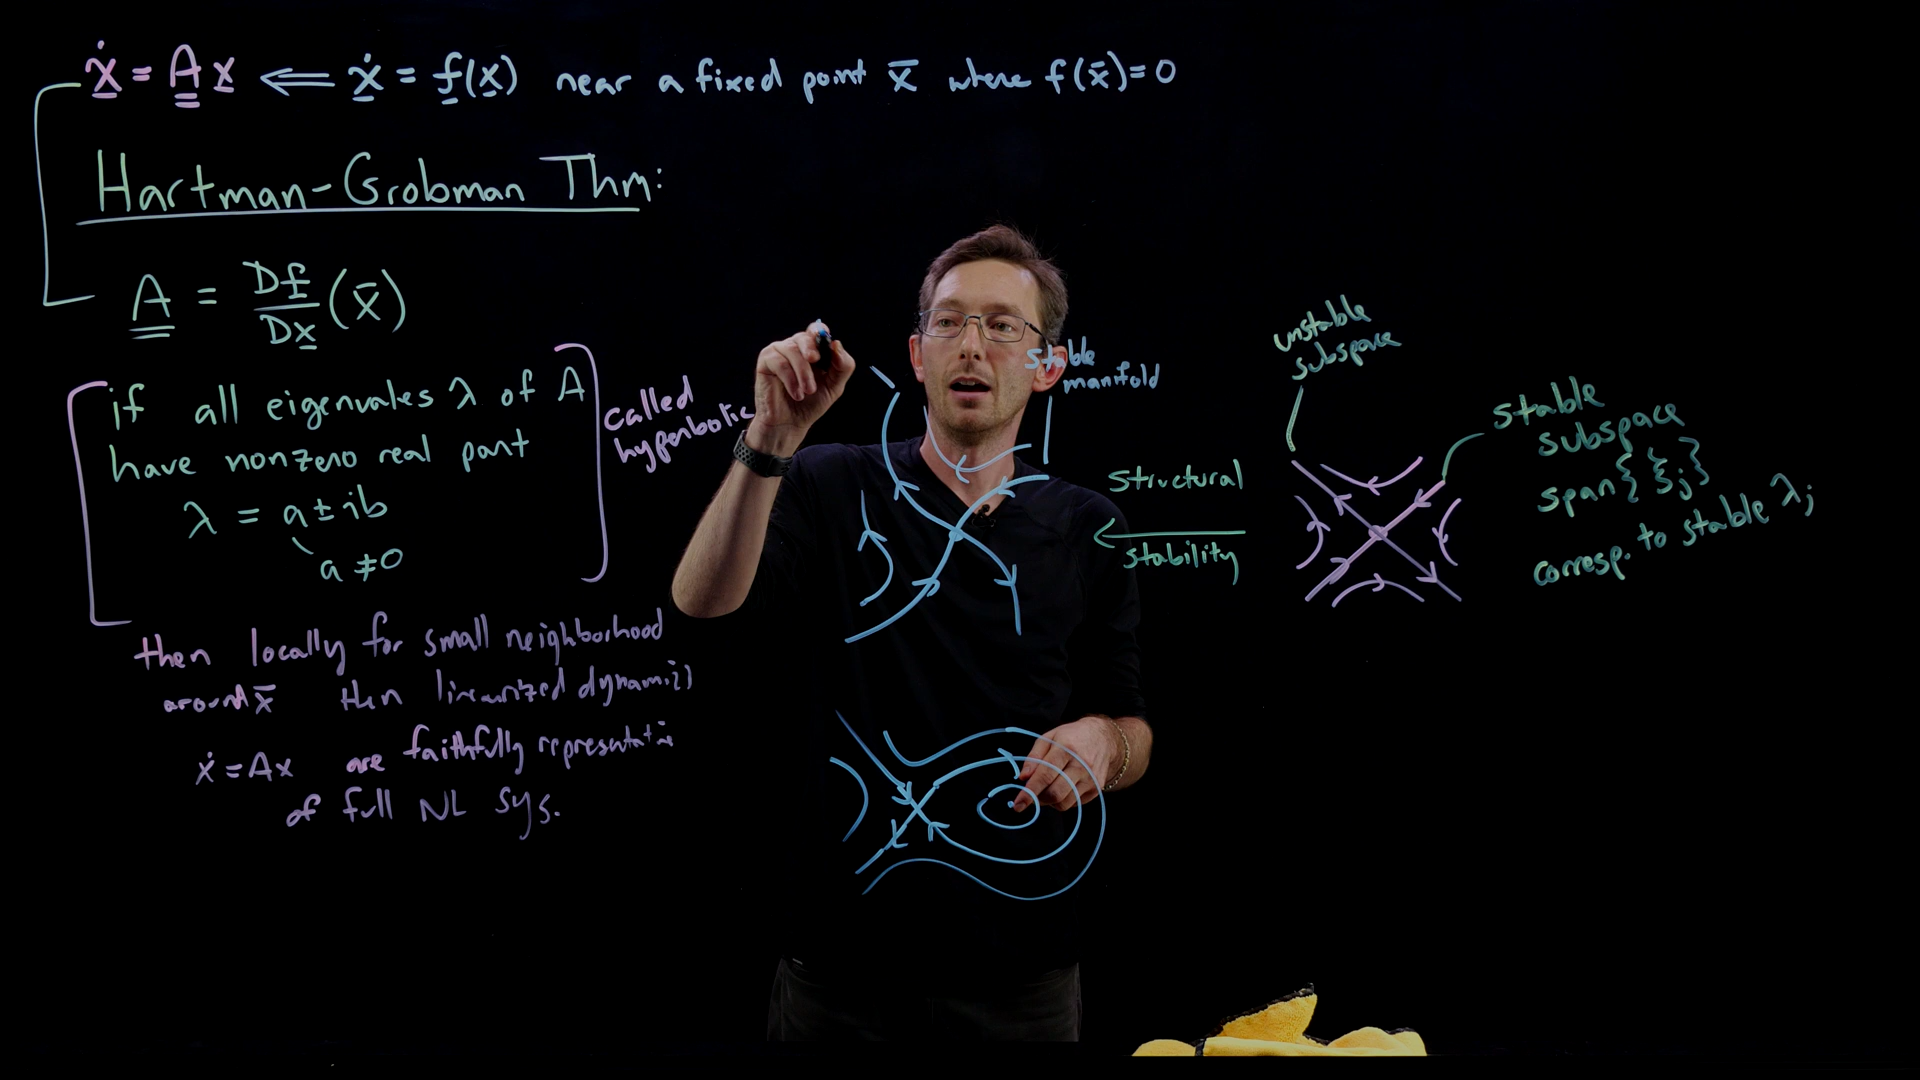 ẋ = A x ⟸ ẋ = f(x) near a fixed point x̄ where f(x̄)=0
Hartman-Grobman Thm:
A = Df/Dx (x̄)
if all eigenvales λ of A
have nonzero real part
λ = a ± ib
a ≠ 0
called
hyperbolic
then locally for small neighborhood
around x̄ then linearized dynamics
ẋ = Ax are faithfully representative
of full NL sys.
stable
manifold
structural
stability
unstable
subspace
stable
subspace
span{ξj}
corresp. to stable λj